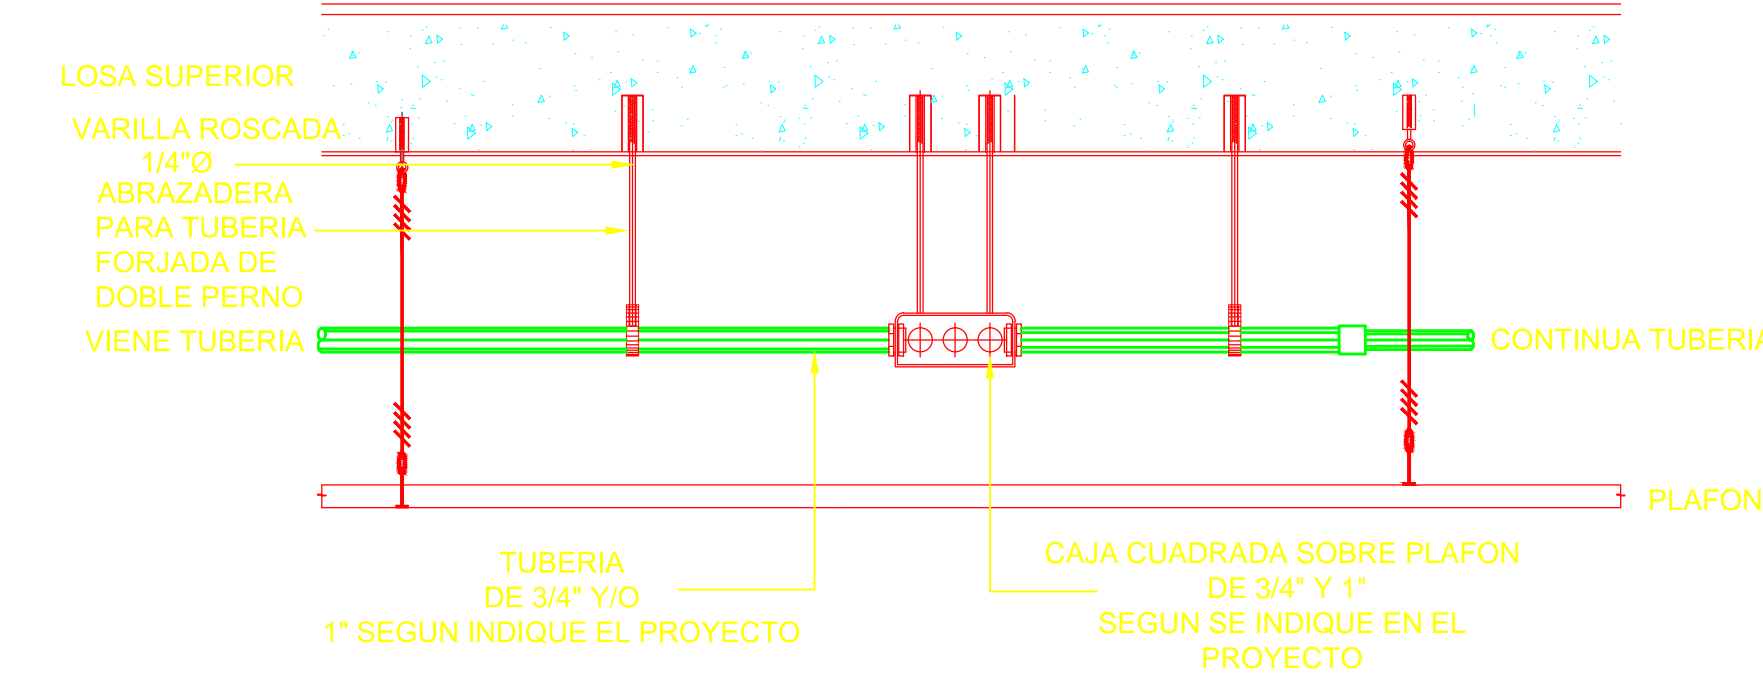 LOSA SUPERIOR
VARILLA ROSCADA
1/4"Ø
ABRAZADERA
PARA TUBERIA
FORJADA DE
DOBLE PERNO
VIENE TUBERIA
CONTINUA TUBERIA
PLAFON
TUBERIA
DE 3/4" Y/O
1" SEGUN INDIQUE EL PROYECTO
CAJA CUADRADA SOBRE PLAFON
DE 3/4" Y 1"
SEGUN SE INDIQUE EN EL
PROYECTO